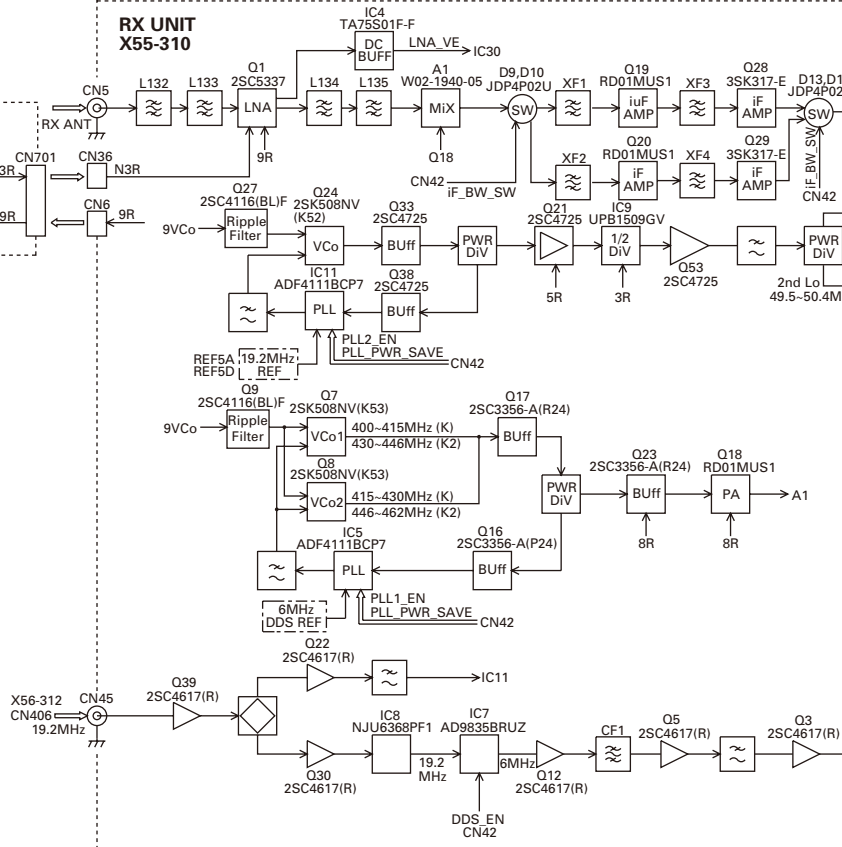 RX UNIT
X55-310
IC4
TA75S01F-F
DC
BUFF
LNA_VE
IC30
CN5
L132
L133
Q1
2SC5337
LNA
L134
L135
A1
W02-1940-05
MiX
D9,D10
JDP4P02U
SW
XF1
Q19
RD01MUS1
iuF
AMP
XF3
Q28
3SK317-E
iF
AMP
D13,D1
JDP4P02
SW
RX ANT
9R
Q18
CN42
iF_BW_SW
XF2
Q20
RD01MUS1
iF
AMP
XF4
Q29
3SK317-E
iF
AMP
iF_BW_SW
CN42
3R
CN701
CN36
N3R
9R
CN6
9R
Q27
2SC4116(BL)F
9VCo
Ripple
Filter
Q24
2SK508NV
(K52)
VCo
Q33
2SC4725
BUff
PWR
DiV
Q21
2SC4725
5R
IC9
UPB1509GV
1/2
DiV
3R
Q53
2SC4725
PWR
DiV
2nd Lo
49.5~50.4M
IC11
ADF4111BCP7
PLL
Q38
2SC4725
BUff
PLL2_EN
PLL_PWR_SAVE
CN42
REF5A
REF5D
19.2MHz
REF
Q9
2SC4116(BL)F
9VCo
Ripple
Filter
Q7
2SK508NV(K53)
VCo1
400~415MHz (K)
430~446MHz (K2)
Q8
2SK508NV(K53)
VCo2
415~430MHz (K)
446~462MHz (K2)
Q17
2SC3356-A(R24)
BUff
PWR
DiV
Q23
2SC3356-A(R24)
BUff
8R
Q18
RD01MUS1
PA
8R
A1
IC5
ADF4111BCP7
PLL
Q16
2SC3356-A(P24)
BUff
PLL1_EN
PLL_PWR_SAVE
CN42
6MHz
DDS REF
X56-312
CN406
19.2MHz
CN45
Q39
2SC4617(R)
Q22
2SC4617(R)
IC11
Q30
2SC4617(R)
IC8
NJU6368PF1
19.2
MHz
IC7
AD9835BRUZ
6MHz
DDS_EN
CN42
Q12
2SC4617(R)
CF1
Q5
2SC4617(R)
Q3
2SC4617(R)